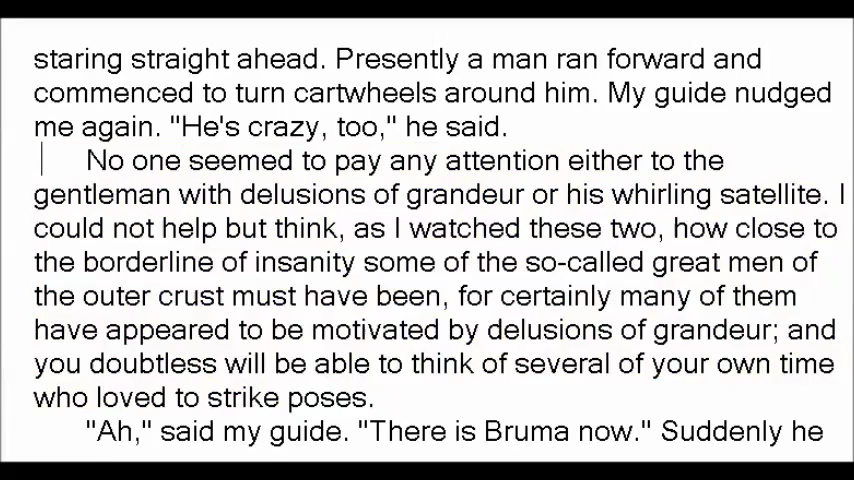 staring straight ahead. Presently a man ran forward and
commenced to turn cartwheels around him. My guide nudged
me again. "He's crazy, too," he said.
No one seemed to pay any attention either to the
gentleman with delusions of grandeur or his whirling satellite. I
could not help but think, as I watched these two, how close to
the borderline of insanity some of the so-called great men of
the outer crust must have been, for certainly many of them
have appeared to be motivated by delusions of grandeur; and
you doubtless will be able to think of several of your own time
who loved to strike poses.
"Ah," said my guide. "There is Bruma now." Suddenly he